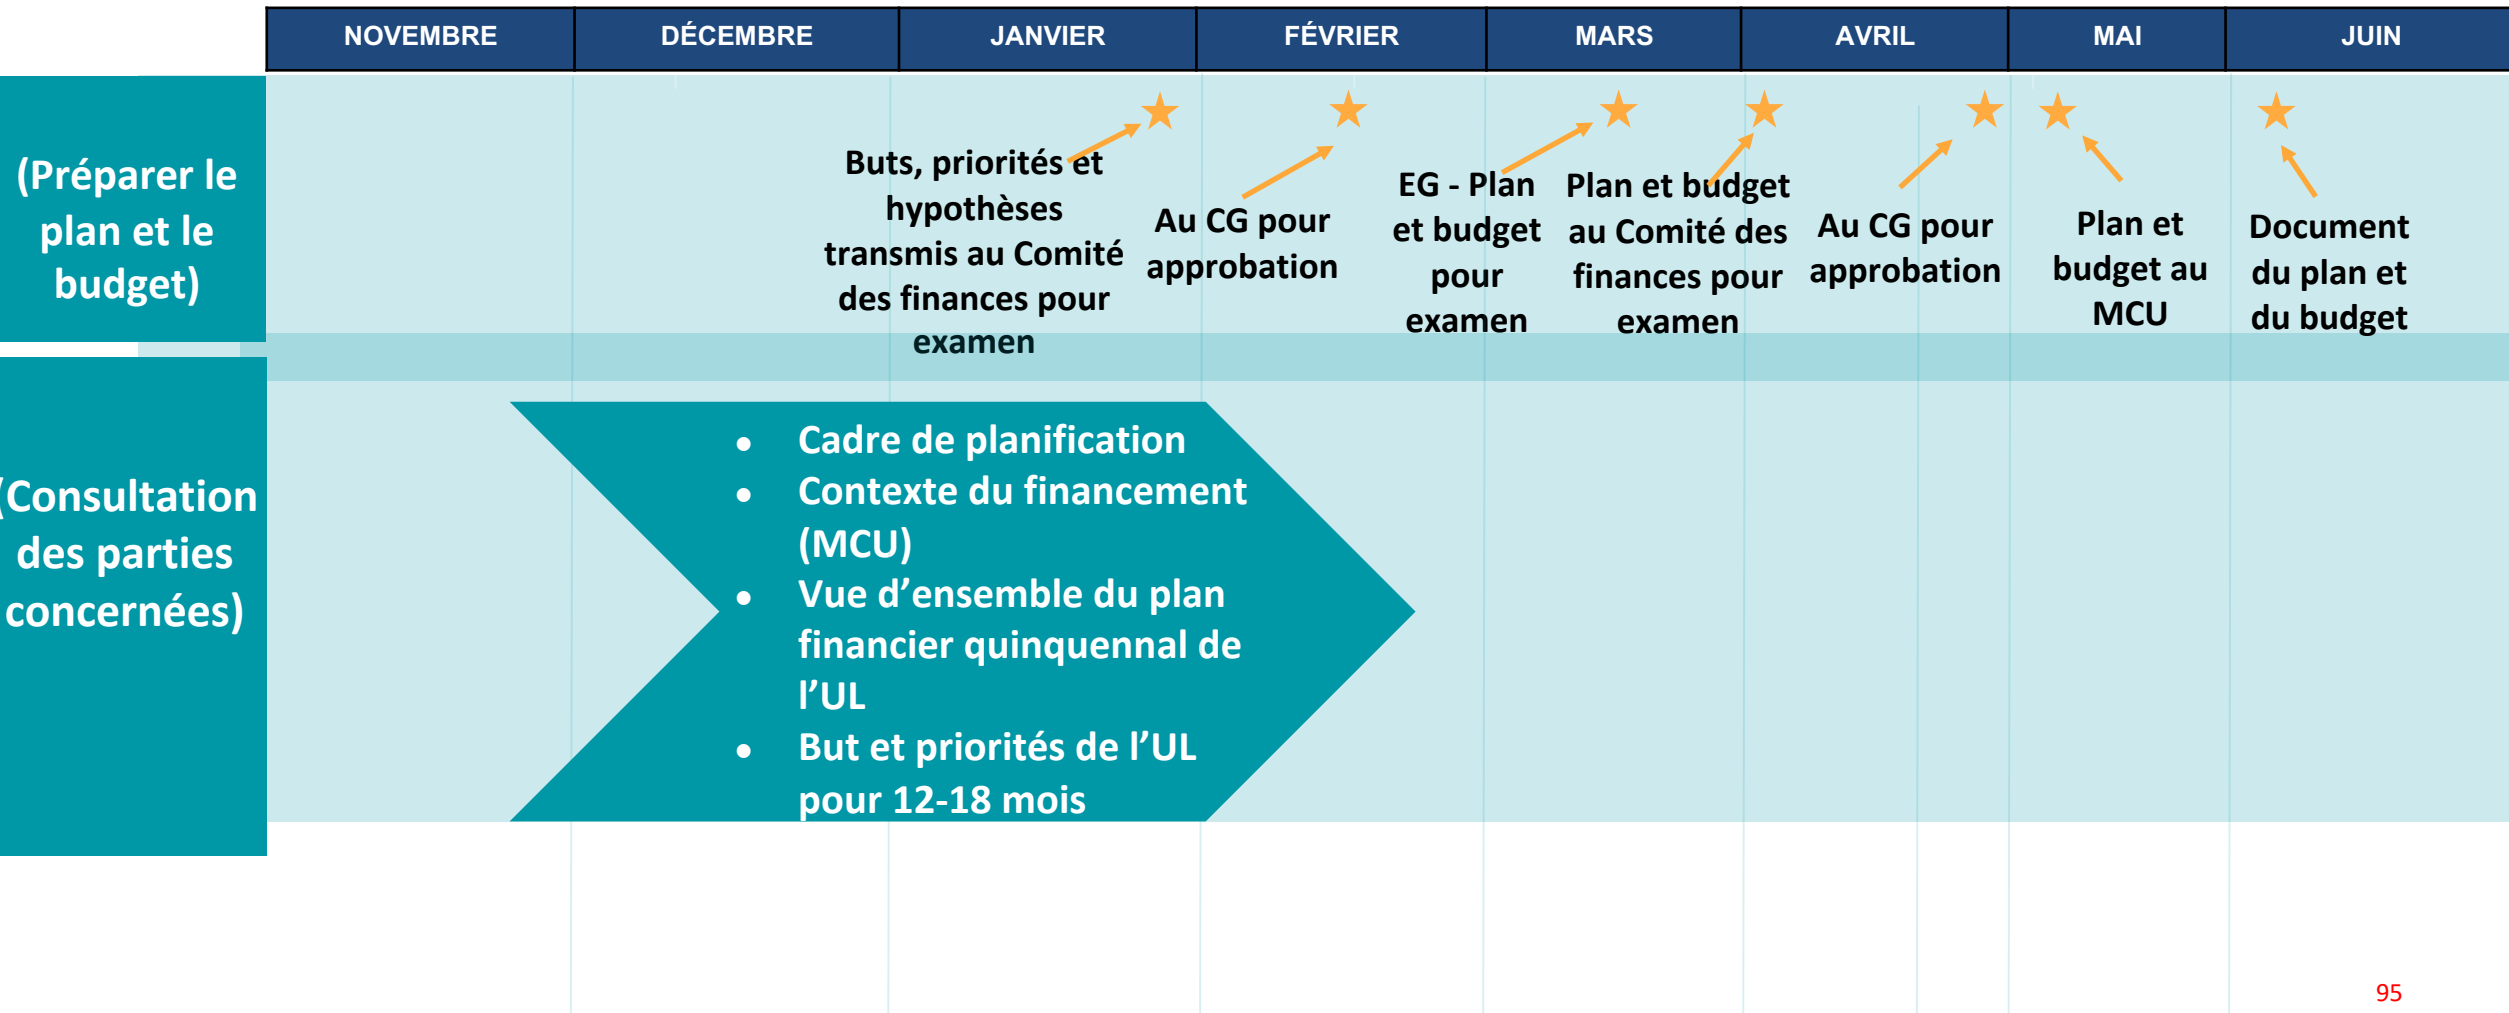 NOVEMBRE DÉCEMBRE JANVIER FÉVRIER MARS AVRIL MAI JUIN
(Préparer le
plan et le
budget)
Buts, priorités et
hypothèses
transmis au Comité
des finances pour
examen
Au CG pour
approbation
EG - Plan
et budget
pour
examen
Plan et budget
au Comité des
finances pour
examen
Au CG pour
approbation
Plan et
budget au
MCU
Document
du plan et
du budget
(Consultation
des parties
concernées)
• Cadre de planification
• Contexte du financement
(MCU)
• Vue d’ensemble du plan
financier quinquennal de
l’UL
• But et priorités de l’UL
pour 12-18 mois
95